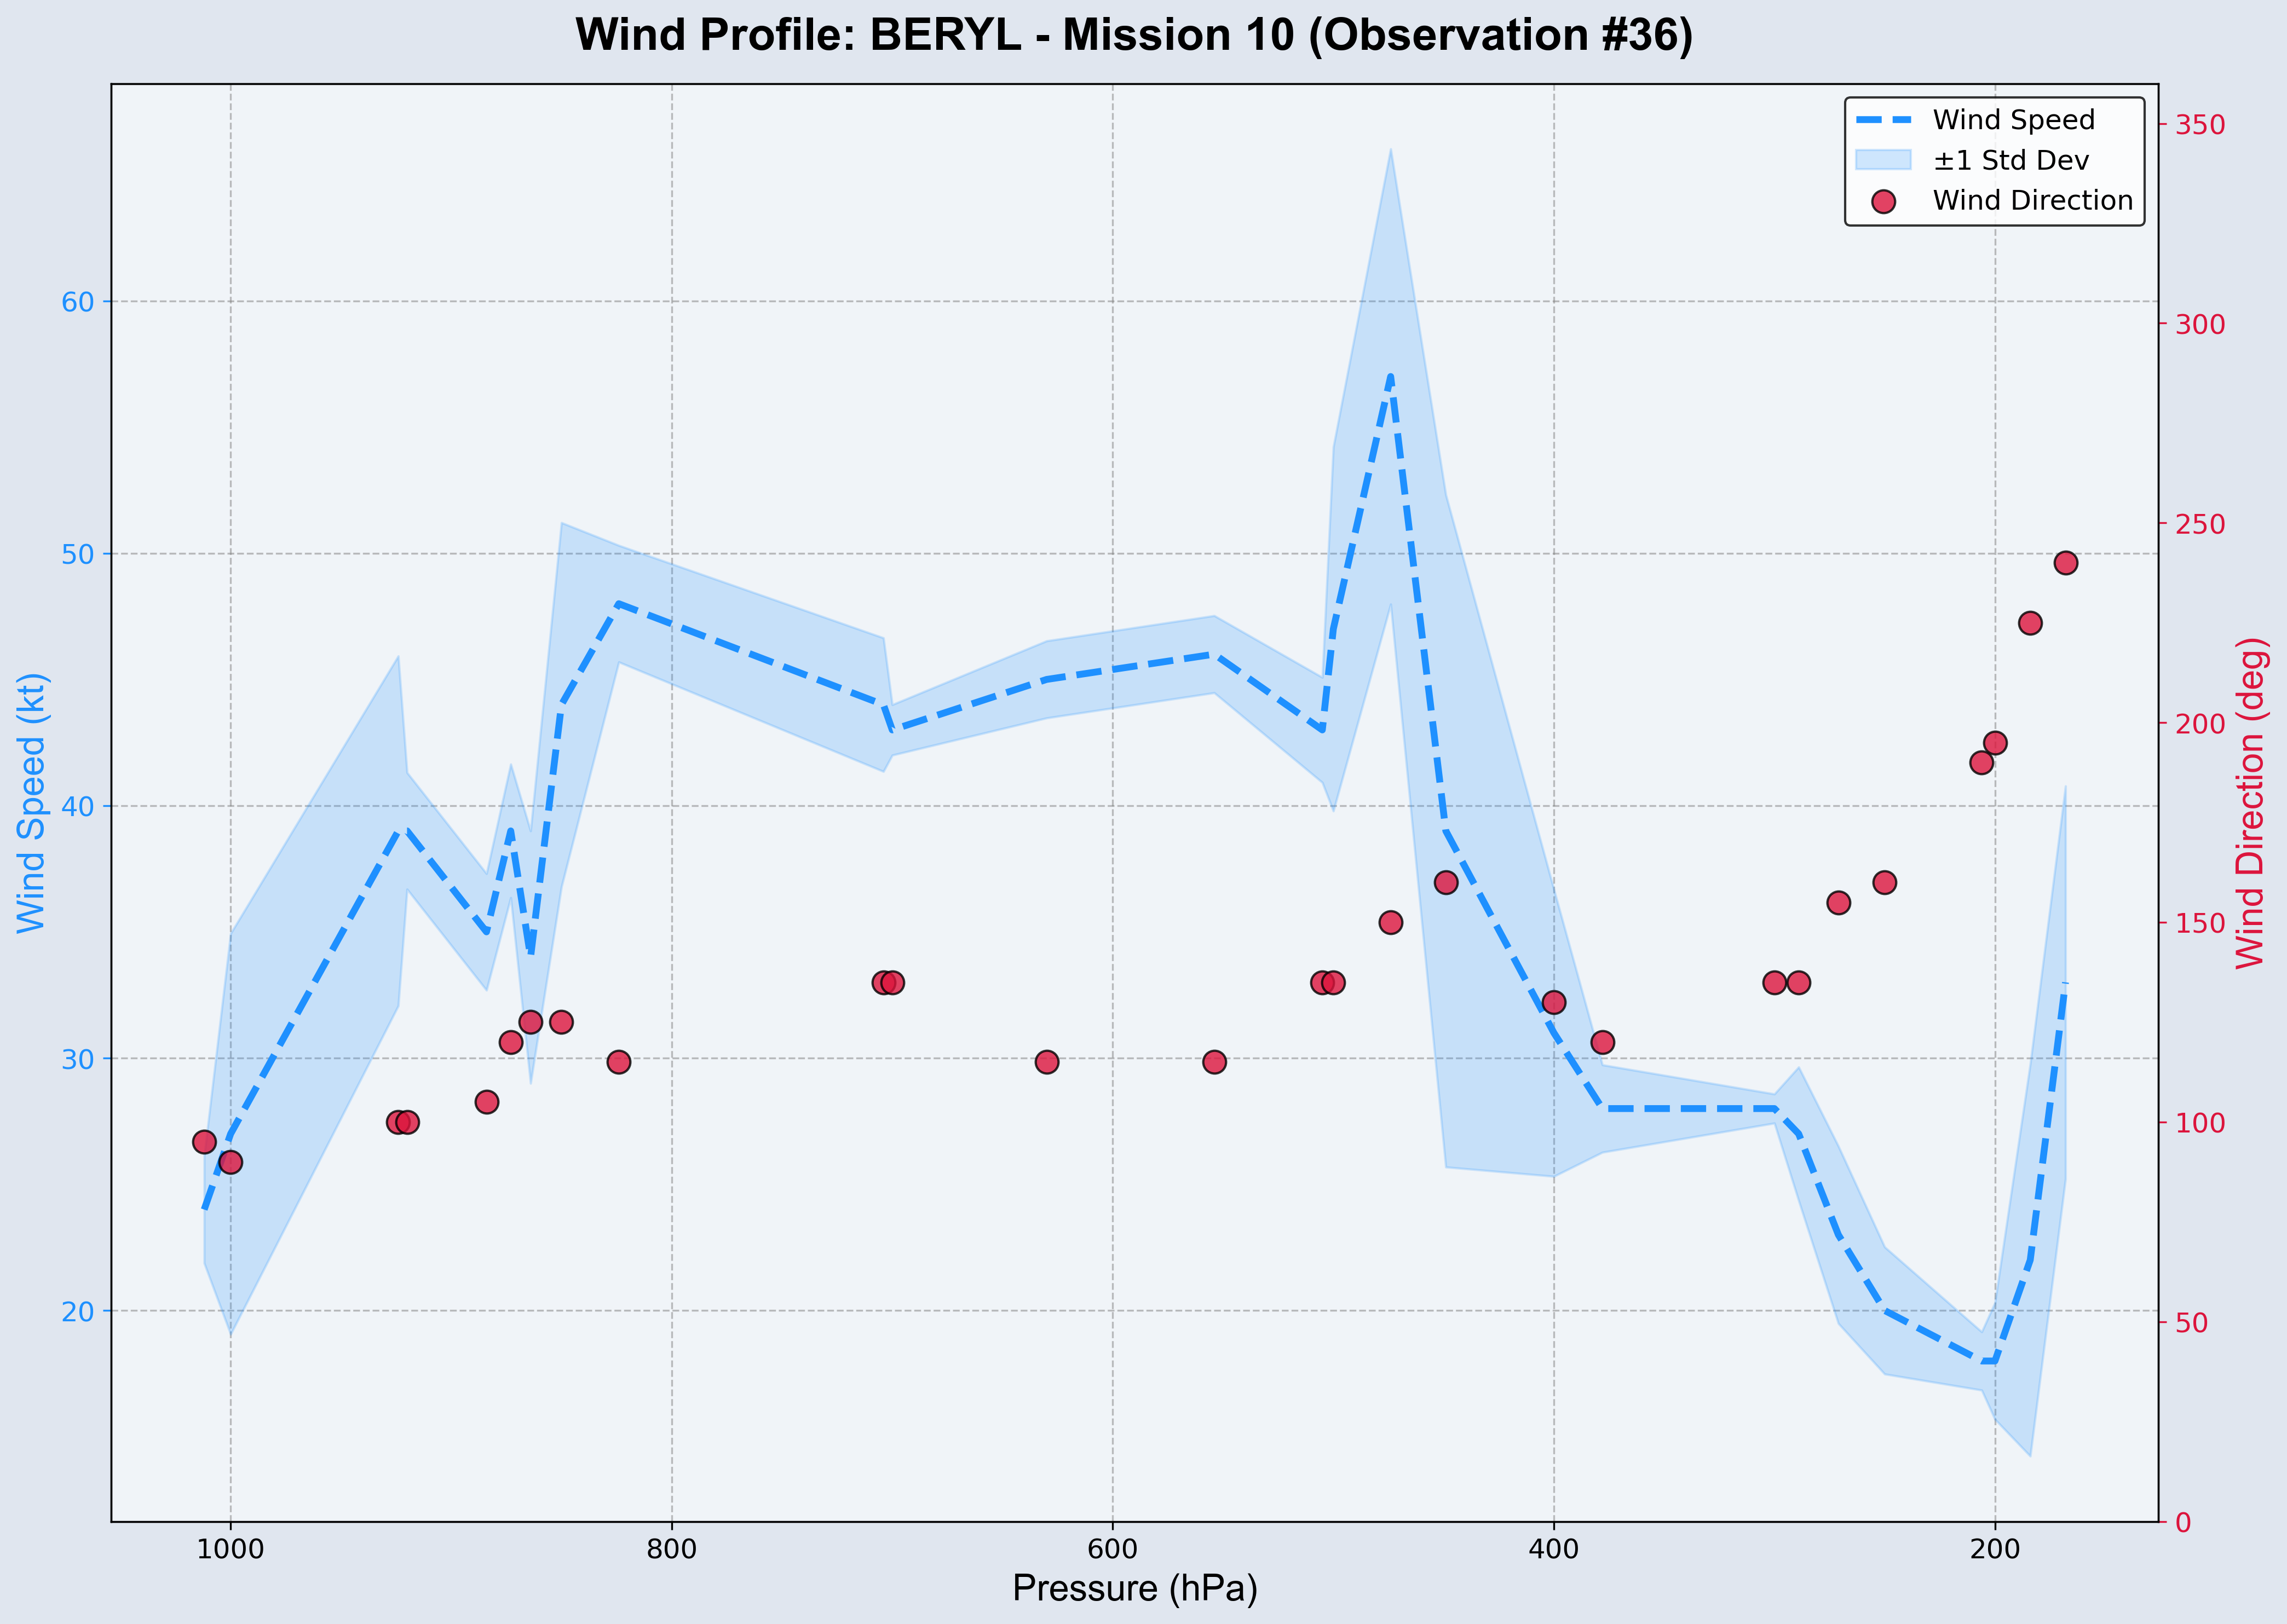 Wind Profile: BERYL - Mission 10 (Observation #36)
Wind Speed
±1 Std Dev
Wind Direction
Wind Speed (kt)
60
50
40
30
20
350
300
250
200
150
100
50
0
Wind Direction (deg)
1000
800
600
400
200
Pressure (hPa)